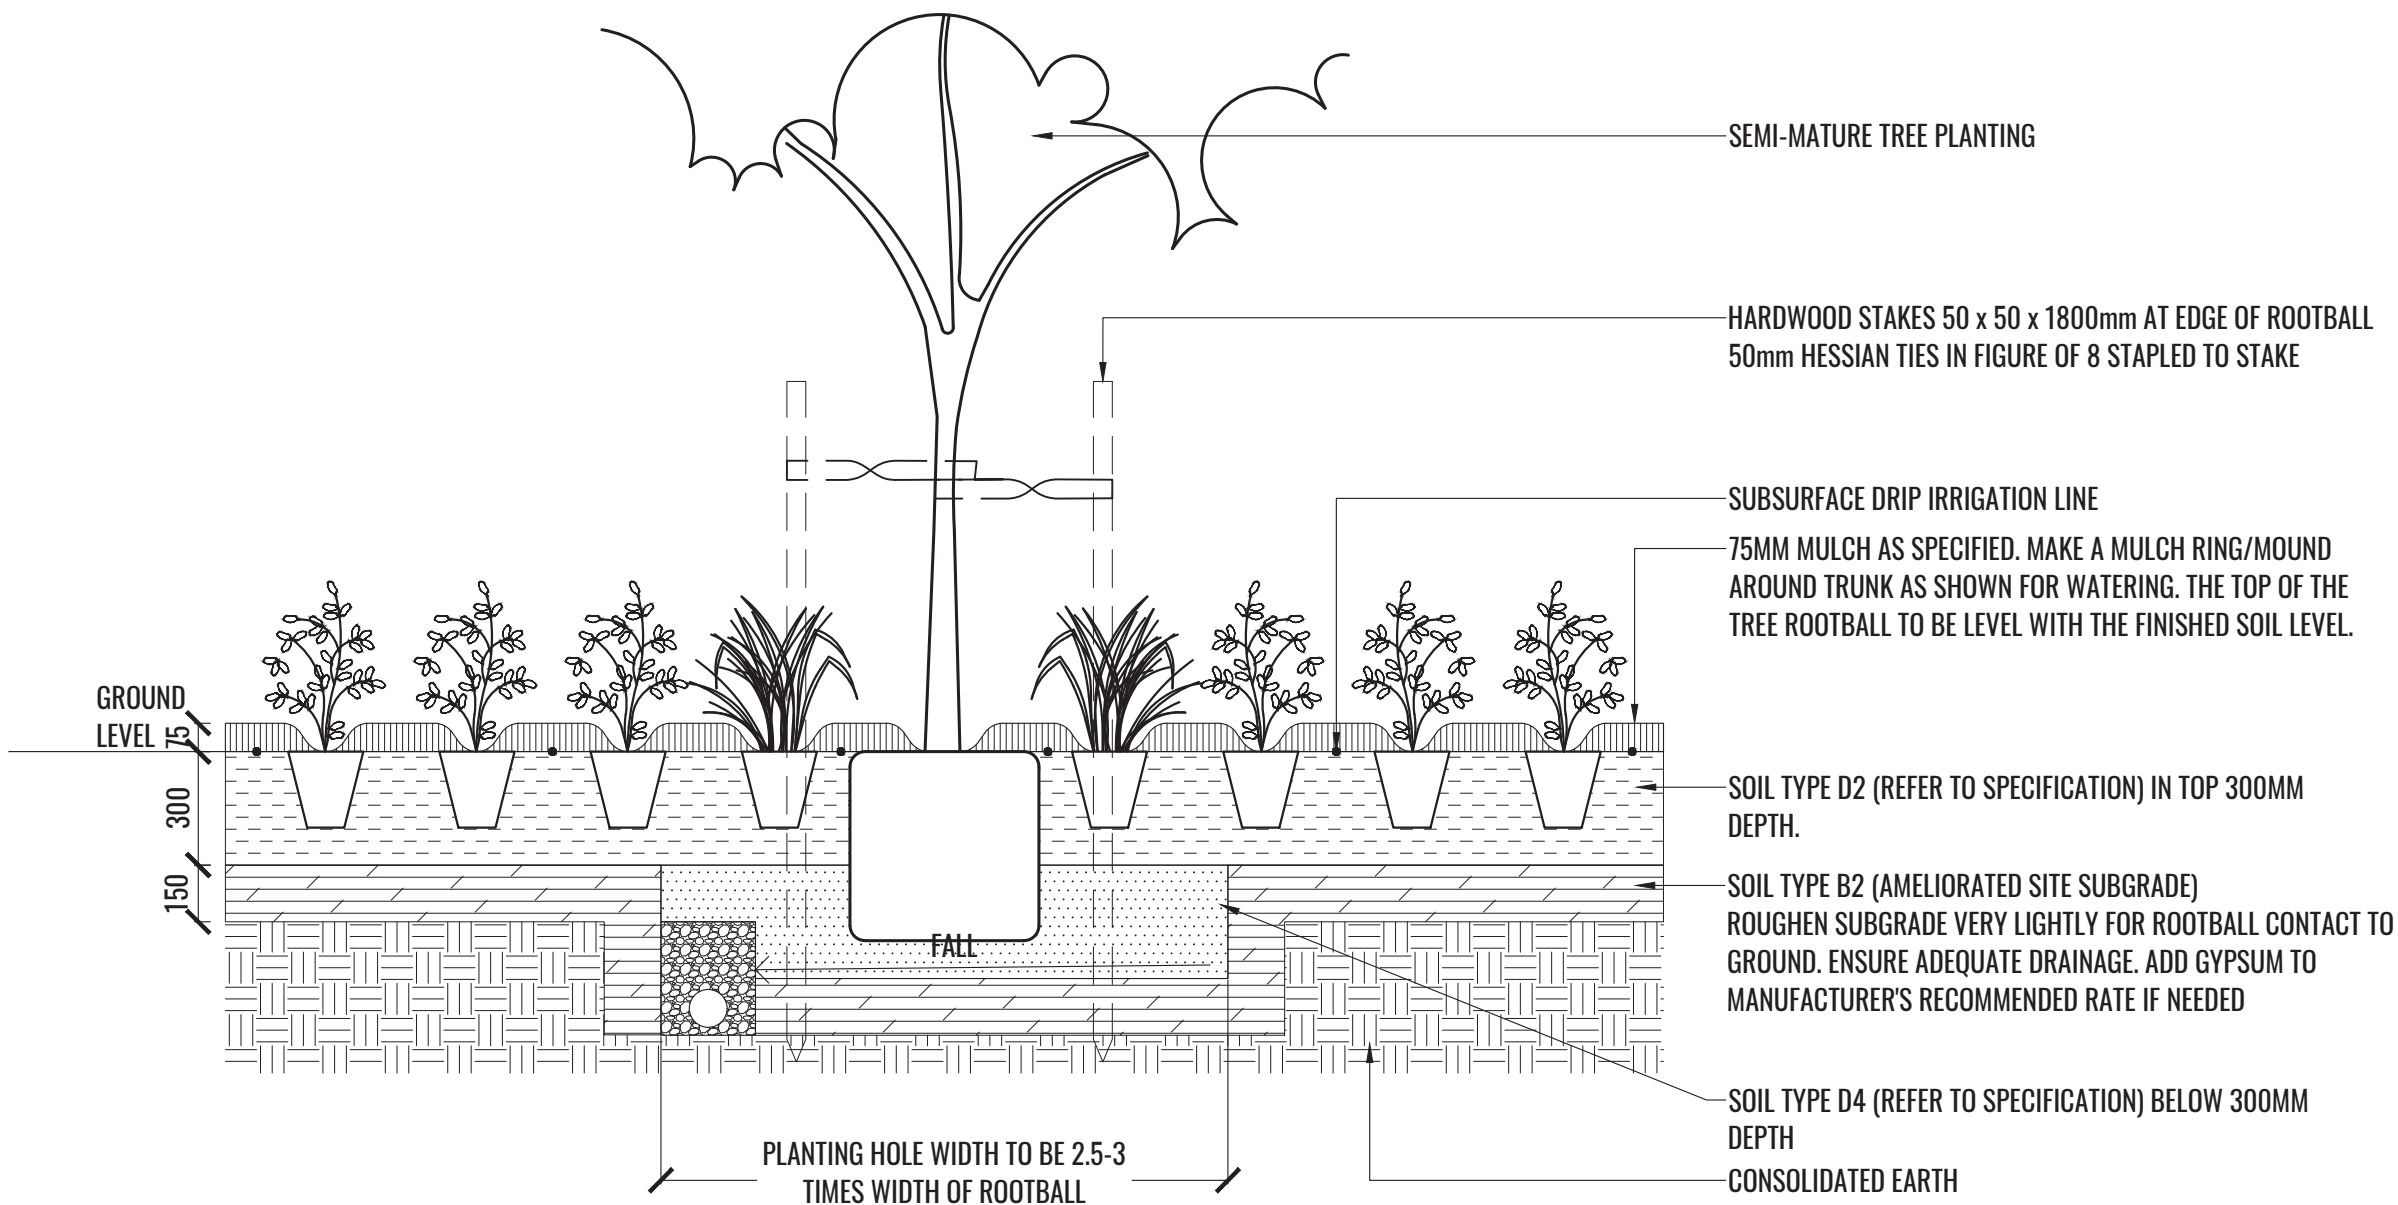 SEMI-MATURE TREE PLANTING
HARDWOOD STAKES 50 x 50 x 1800mm AT EDGE OF ROOTBALL
50mm HESSIAN TIES IN FIGURE OF 8 STAPLED TO STAKE
SUBSURFACE DRIP IRRIGATION LINE
75MM MULCH AS SPECIFIED. MAKE A MULCH RING/MOUND
AROUND TRUNK AS SHOWN FOR WATERING. THE TOP OF THE
TREE ROOTBALL TO BE LEVEL WITH THE FINISHED SOIL LEVEL.
GROUND
LEVEL
75
300
150
SOIL TYPE D2 (REFER TO SPECIFICATION) IN TOP 300MM
DEPTH.
SOIL TYPE B2 (AMELIORATED SITE SUBGRADE)
ROUGHEN SUBGRADE VERY LIGHTLY FOR ROOTBALL CONTACT TO
GROUND. ENSURE ADEQUATE DRAINAGE. ADD GYPSUM TO
MANUFACTURER'S RECOMMENDED RATE IF NEEDED
FALL
SOIL TYPE D4 (REFER TO SPECIFICATION) BELOW 300MM
DEPTH
CONSOLIDATED EARTH
PLANTING HOLE WIDTH TO BE 2.5-3
TIMES WIDTH OF ROOTBALL